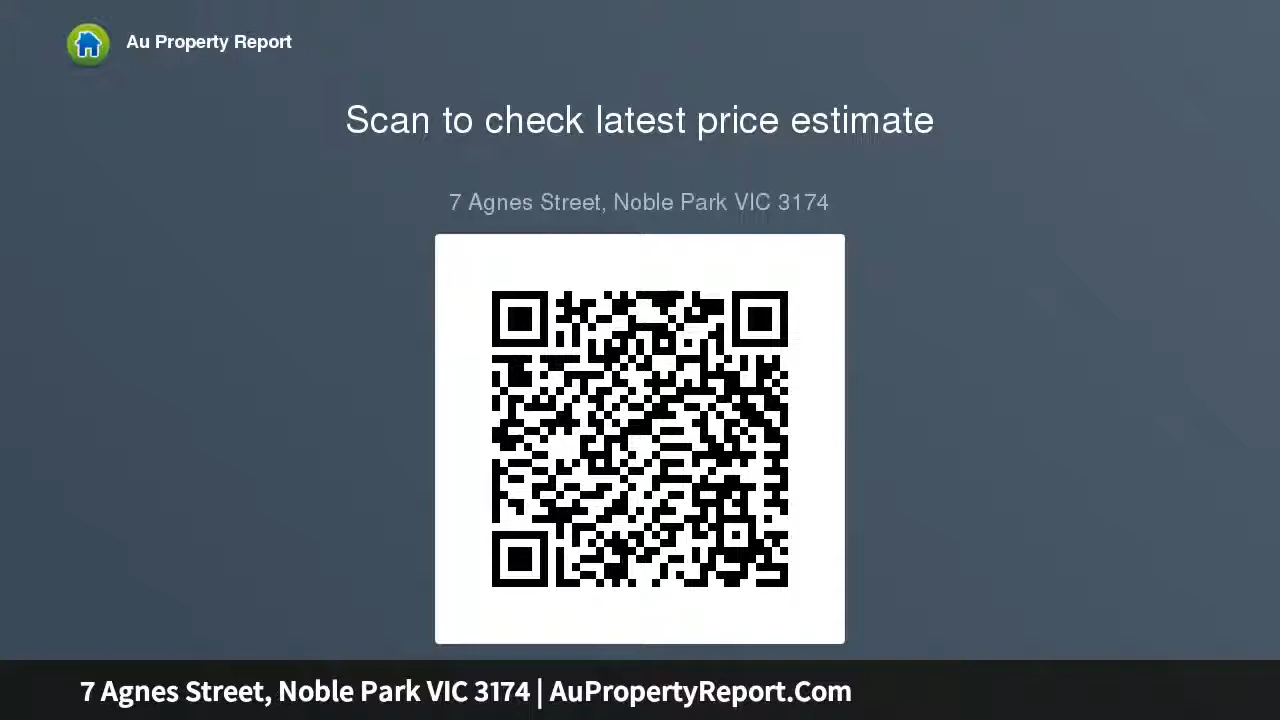 Au Property Report
Scan to check latest price estimate
7 Agnes Street, Noble Park VIC 3174
7 Agnes Street, Noble Park VIC 3174 | AuPropertyReport.Com